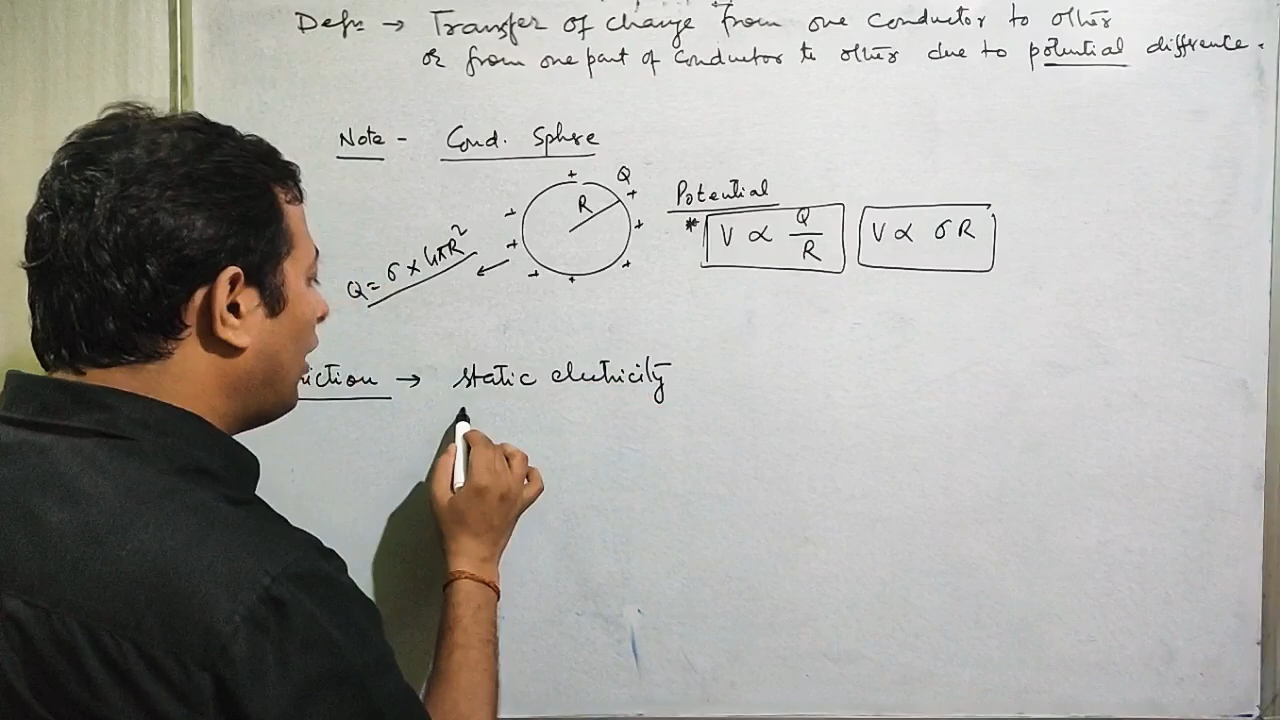 Defn → Transfer of charge from one conductor to other
or from one part of conductor to other due to potential difference.
Note - Cond. Sphere
Q
R
Q = σ × 4πR²
Potential
* V ∝ Q/R
V ∝ σR
iction → static electricity